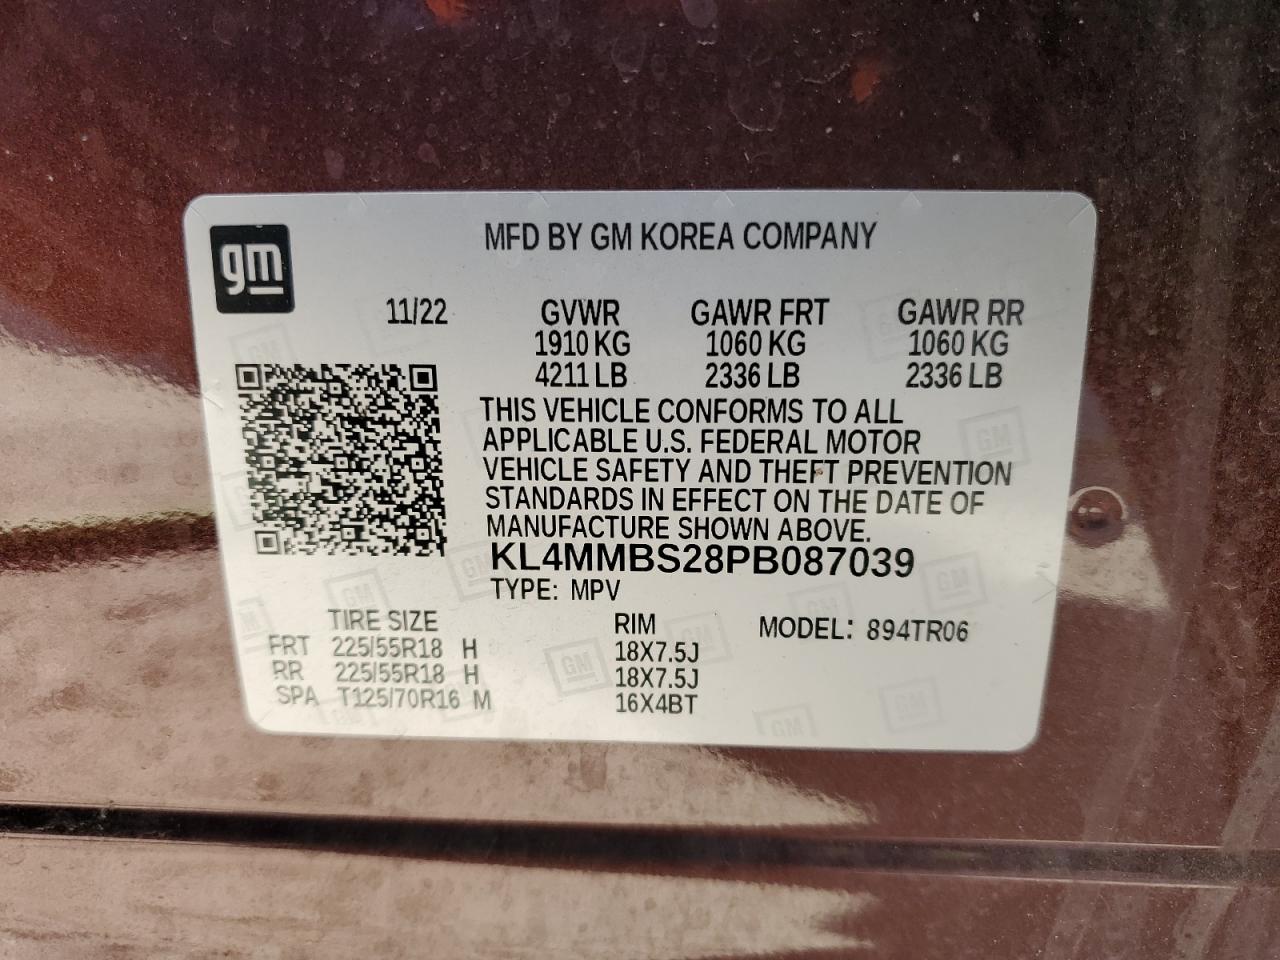 gm
MFD BY GM KOREA COMPANY
11/22 GVWR GAWR FRT GAWR RR
1910 KG 1060 KG 1060 KG
4211 LB 2336 LB 2336 LB
THIS VEHICLE CONFORMS TO ALL
APPLICABLE U.S. FEDERAL MOTOR
VEHICLE SAFETY AND THEFT PREVENTION
STANDARDS IN EFFECT ON THE DATE OF
MANUFACTURE SHOWN ABOVE.
KL4MMBS28PB087039
TYPE: MPV
TIRE SIZE RIM MODEL: 894TR06
FRT 225/55R18 H 18X7.5J
RR 225/55R18 H 18X7.5J
SPA T125/70R16 M 16X4BT